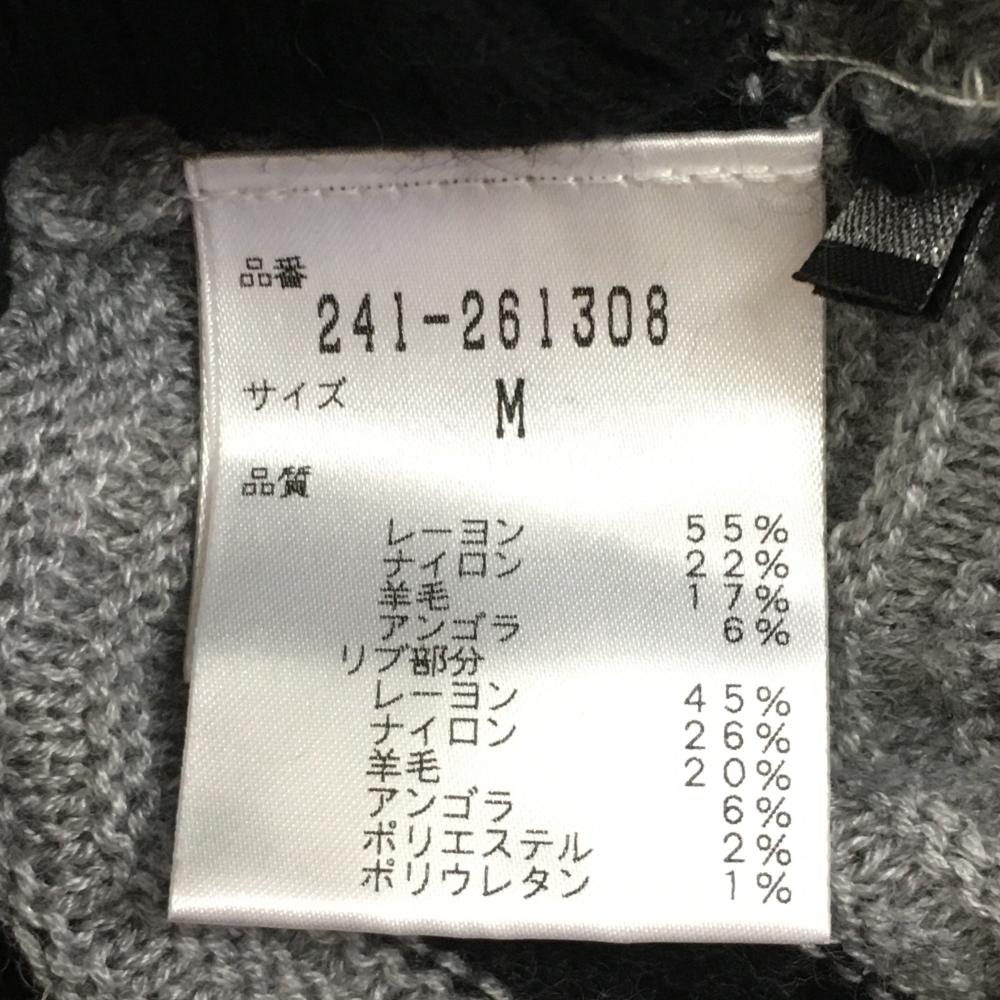 品番
241-261308
サイズ M
品質
レーヨン 55%
ナイロン 22%
羊毛 17%
アンゴラ 6%
リブ部分
レーヨン 45%
ナイロン 26%
羊毛 20%
アンゴラ 6%
ポリエステル 2%
ポリウレタン 1%